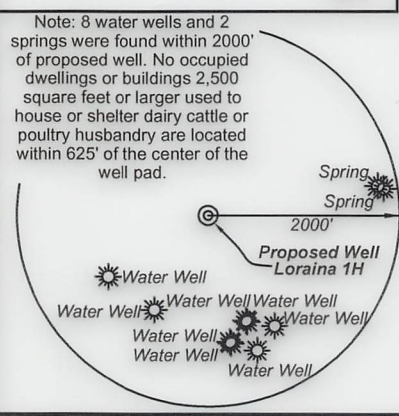 Note: 8 water wells and 2
springs were found within 2000'
of proposed well. No occupied
dwellings or buildings 2,500
square feet or larger used to
house or shelter dairy cattle or
poultry husbandry are located
within 625' of the center of the
well pad.
Spring
Spring
2000'
Proposed Well
Loraina 1H
Water Well
Water Well
Water Well
Water Well
Water Well
Water Well
Water Well
Water Well